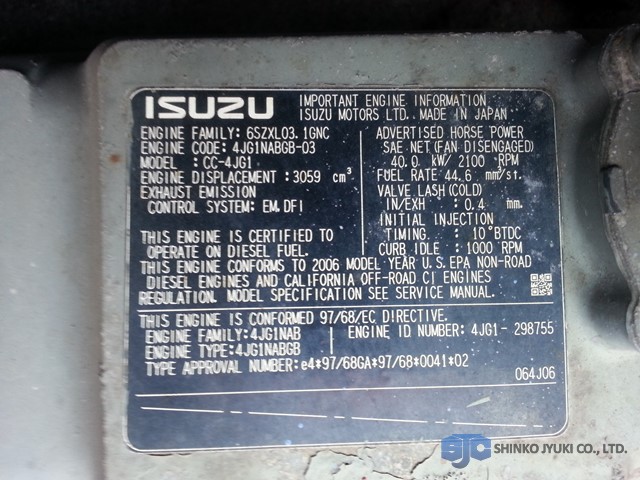 ISUZU
IMPORTANT ENGINE INFORMATION
ISUZU MOTORS LTD. MADE IN JAPAN
ENGINE FAMILY: 6SZXL03.1GNC
ENGINE CODE: 4JG1NABGB-03
MODEL : CC-4JG1
ENGINE DISPLACEMENT: 3059 cm³
EXHAUST EMISSION
CONTROL SYSTEM: EM, DFI
THIS ENGINE IS CERTIFIED TO
OPERATE ON DIESEL FUEL.
ADVERTISED HORSE POWER
SAE NET (FAN DISENGAGED)
40.0 kW/ 2100 RPM
FUEL RATE 44.6 mm³/st.
VALVE LASH (COLD)
IN/EXH : 0.4 mm.
INITIAL INJECTION
TIMING. : 10°BTDC
CURB IDLE : 1000 RPM
THIS ENGINE CONFORMS TO 2006 MODEL YEAR U.S.EPA NON-ROAD
DIESEL ENGINES AND CALIFORNIA OFF-ROAD CI ENGINES
REGULATION. MODEL SPECIFICATION SEE SERVICE MANUAL.
THIS ENGINE IS CONFORMED 97/68/EC DIRECTIVE.
ENGINE FAMILY:4JG1NAB
ENGINE ID NUMBER: 4JG1- 298755
ENGINE TYPE:4JG1NABGB
TYPE APPROVAL NUMBER:e4*97/68GA*97/68*0041*02
064J06
SJC SHINKO JYUKI CO., LTD.